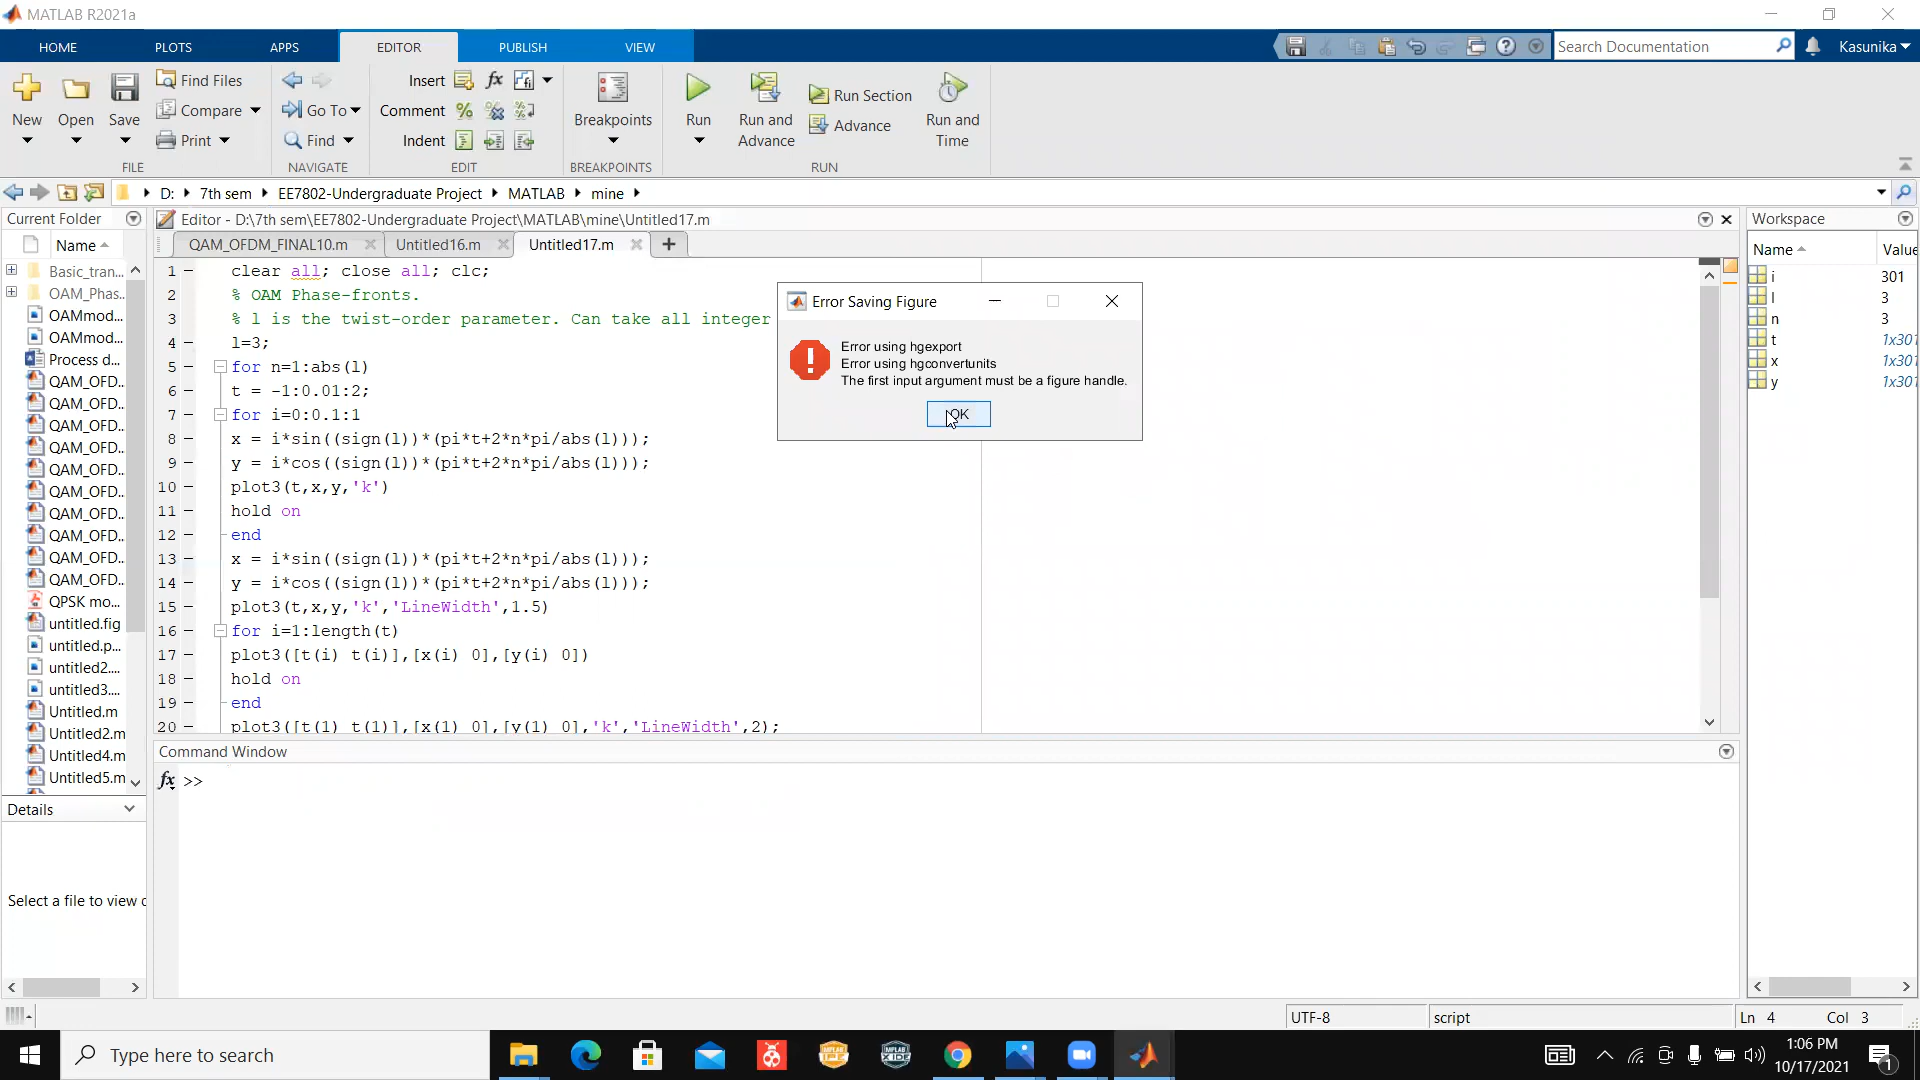 MATLAB R2021a
HOME
PLOTS
APPS
EDITOR
PUBLISH
VIEW
Search Documentation
Kasunika
New
Open
Save
Find Files
Compare
Print
FILE
Go To
Find
NAVIGATE
Insert
fx
Comment
Indent
EDIT
Breakpoints
BREAKPOINTS
Run
Run and
Advance
Run Section
Advance
Run and
Time
RUN
D:
7th sem
EE7802-Undergraduate Project
MATLAB
mine
Current Folder
Name
Basic_tran...
OAM_Phas...
OAMmod...
OAMmod...
Process d...
QAM_OFD...
QAM_OFD...
QAM_OFD...
QAM_OFD...
QAM_OFD...
QAM_OFD...
QAM_OFD...
QAM_OFD...
QAM_OFD...
QAM_OFD...
QPSK mo...
untitled.fig
untitled.p...
untitled2....
untitled3....
Untitled.m
Untitled2.m
Untitled4.m
Untitled5.m
Details
Select a file to view
Editor - D:\7th sem\EE7802-Undergraduate Project\MATLAB\mine\Untitled17.m
QAM_OFDM_FINAL10.m
Untitled16.m
Untitled17.m
1 clear all; close all; clc;
2 % OAM Phase-fronts.
3 % l is the twist-order parameter. Can take all integer
4 l=3;
5 for n=1:abs(l)
6 t = -1:0.01:2;
7 for i=0:0.1:1
8 x = i*sin((sign(l))*(pi*t+2*n*pi/abs(l)));
9 y = i*cos((sign(l))*(pi*t+2*n*pi/abs(l)));
10 plot3(t,x,y,'k')
11 hold on
12 end
13 x = i*sin((sign(l))*(pi*t+2*n*pi/abs(l)));
14 y = i*cos((sign(l))*(pi*t+2*n*pi/abs(l)));
15 plot3(t,x,y,'k','LineWidth',1.5)
16 for i=1:length(t)
17 plot3([t(i) t(i)],[x(i) 0],[y(i) 0])
18 hold on
19 end
20 plot3([t(1) t(1)],[x(1) 0],[y(1) 0],'k','LineWidth',2);
Error Saving Figure
Error using hgexport
Error using hgconvertunits
The first input argument must be a figure handle.
OK
Command Window
fx >>
Workspace
Name
Value
i 301
l 3
n 3
t 1x301
x 1x301
y 1x301
UTF-8
script
Ln 4
Col 3
Type here to search
1:06 PM
10/17/2021
1